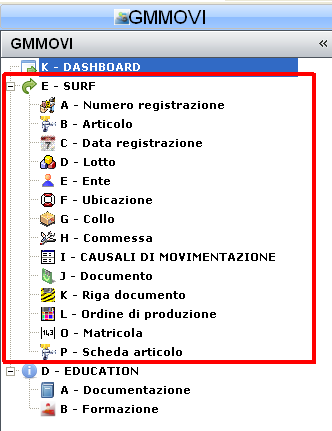 GMMOVI
GMMOVI «
K - DASHBOARD
E - SURF
A - Numero registrazione
B - Articolo
C - Data registrazione
D - Lotto
E - Ente
F - Ubicazione
G - Collo
H - Commessa
I - CAUSALI DI MOVIMENTAZIONE
J - Documento
K - Riga documento
L - Ordine di produzione
O - Matricola
P - Scheda articolo
D - EDUCATION
A - Documentazione
B - Formazione